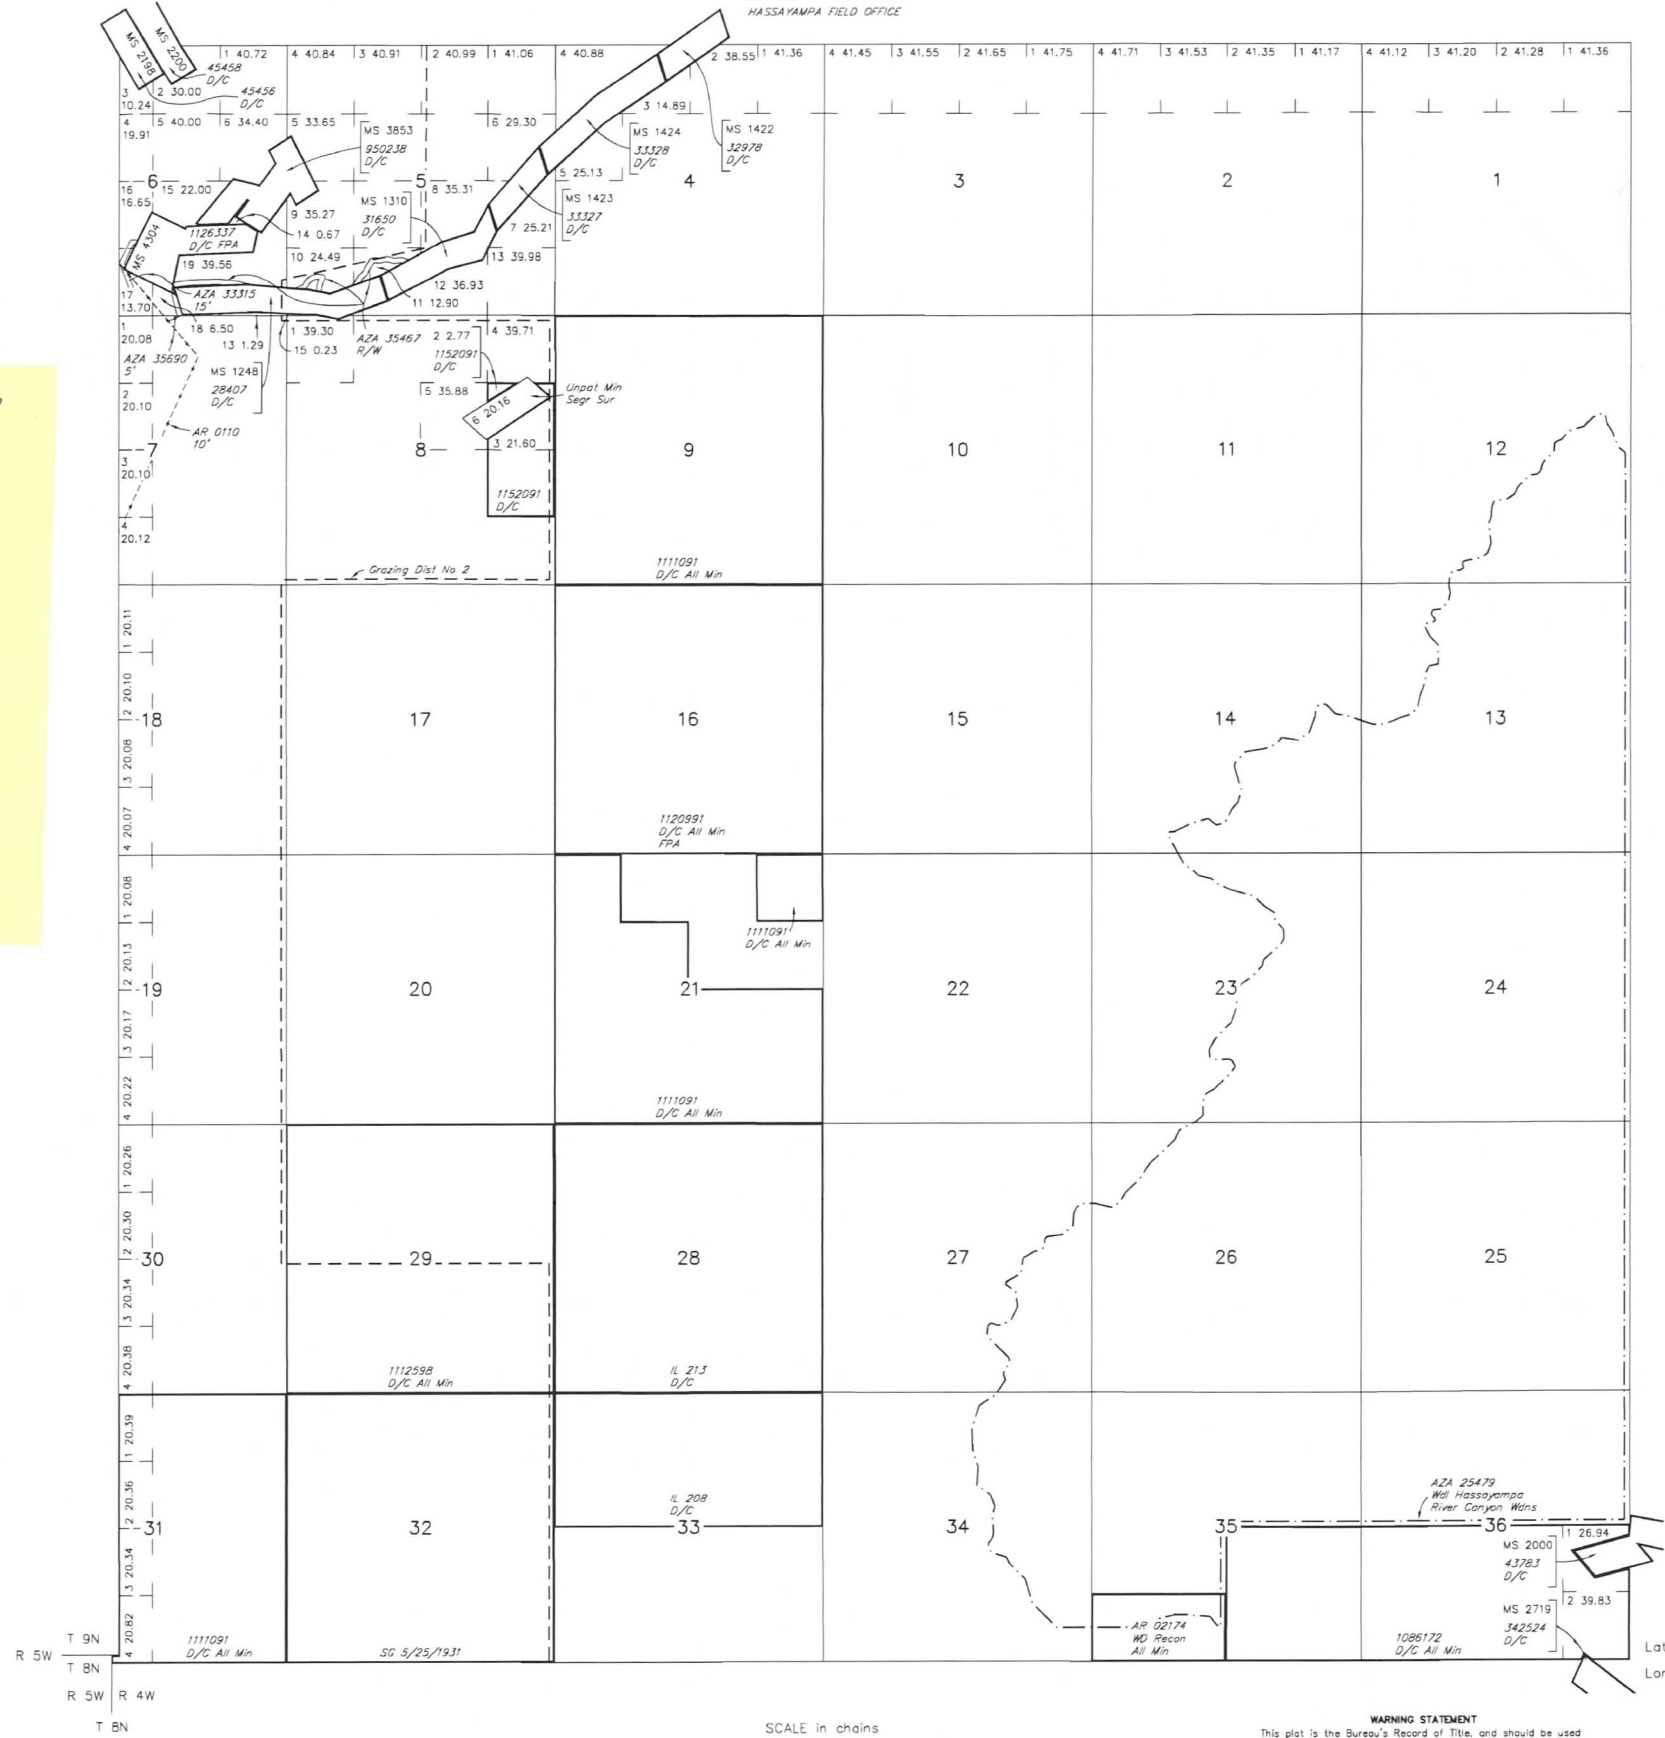 HASSAYAMPA FIELD OFFICE
MS 2198
MS 2200
1 40.72
4 40.84
3 40.91
2 40.99
1 41.06
4 40.88
2 38.55
1 41.36
4 41.45
3 41.55
2 41.65
1 41.75
4 41.71
3 41.53
2 41.35
1 41.17
4 41.12
3 41.20
2 41.28
1 41.36
45458
D/C
3
10.24
2 30.00
45456
D/C
3 14.89
4
19.91
5 40.00
6 34.40
5 33.65
6 29.30
MS 3853
950238
D/C
MS 1424
33328
D/C
MS 1422
32978
D/C
6
5
4
3
2
1
16
16.65
15 22.00
8 35.31
5 25.13
MS 1310
31650
D/C
MS 1423
33327
D/C
9 35.27
7 25.21
MS 4304
1126337
D/C FPA
14 0.67
10 24.49
13 39.98
19 39.56
12 36.93
11 12.90
17
13.70
AZA 33315
15'
18 6.50
13 1.29
1
20.08
1 39.30
15 0.23
AZA 35467
R/W
2 2.77
4 39.71
1152091
D/C
AZA 35690
5'
MS 1248
28407
D/C
2
20.10
5 35.88
6 20.16
Unpat Min
Segr Sur
AR 0110
10'
3 21.60
7
8
9
10
11
12
3
20.10
1152091
D/C
4
20.12
Grazing Dist No 2
1111091
D/C All Min
1 20.11
2 20.10
3 20.08
4 20.07
18
17
16
15
14
13
1120991
D/C All Min
FPA
1 20.08
2 20.13
3 20.17
4 20.22
1111091
D/C All Min
19
20
21
22
23
24
1111091
D/C All Min
1 20.26
2 20.30
3 20.34
4 20.38
30
29
28
27
26
25
1112598
D/C All Min
IL 213
D/C
1 20.39
2 20.36
3 20.34
4 20.82
IL 208
D/C
AZA 25479
Wdl Hassayampa
River Canyon Wdns
31
32
33
34
35
36
1 26.94
MS 2000
43783
D/C
2 39.83
MS 2719
342524
D/C
1111091
D/C All Min
SG 5/25/1931
AR 02174
WD Recon
All Min
1086172
D/C All Min
T 9N
R 5W
T 8N
R 5W
R 4W
T 8N
Lat
Lon
SCALE in chains
WARNING STATEMENT
This plat is the Bureau's Record of Title, and should be used